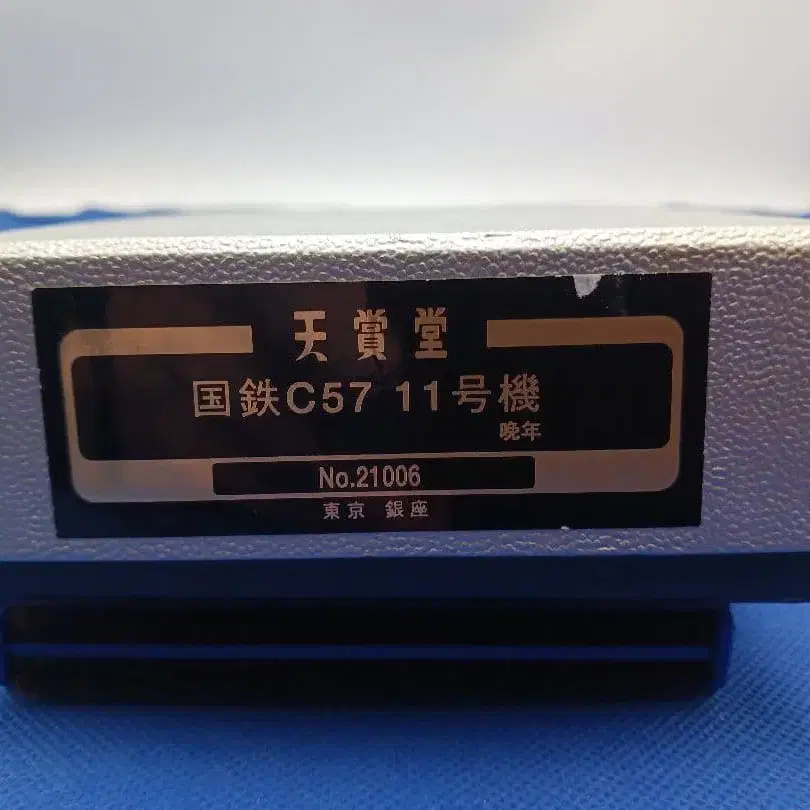 天賞堂
国鉄C57 11号機
晩年
No.21006
東京 銀座